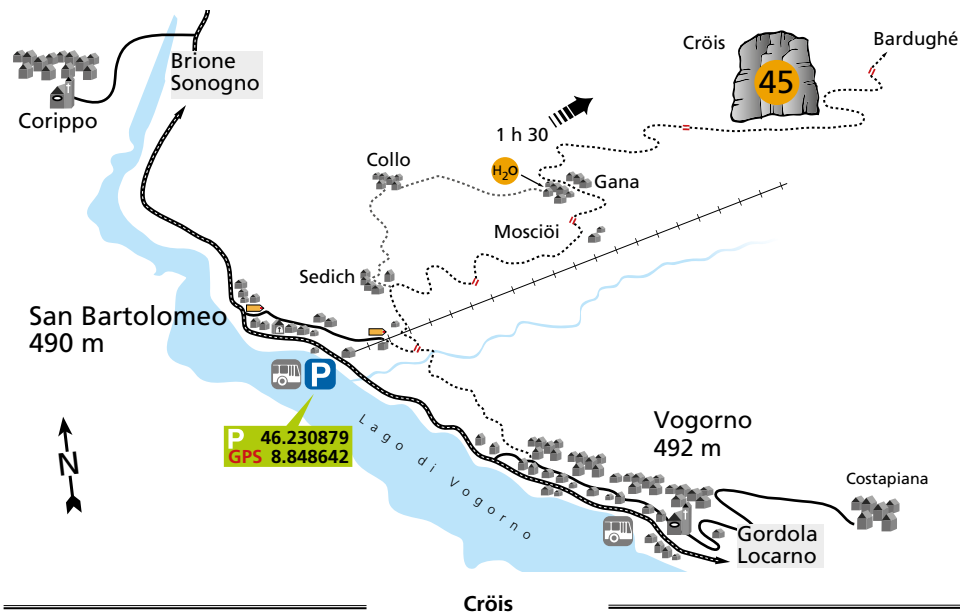 Cröis
Bardughé
45
Brione
Sonogno
Corippo
1 h 30
Collo
H₂O
Gana
Mosciöi
Sedich
San Bartolomeo
490 m
P
P 46.230879
GPS 8.848642
Lago di Vogorno
Vogorno
492 m
N
Costapiana
Gordola
Locarno
Cröis